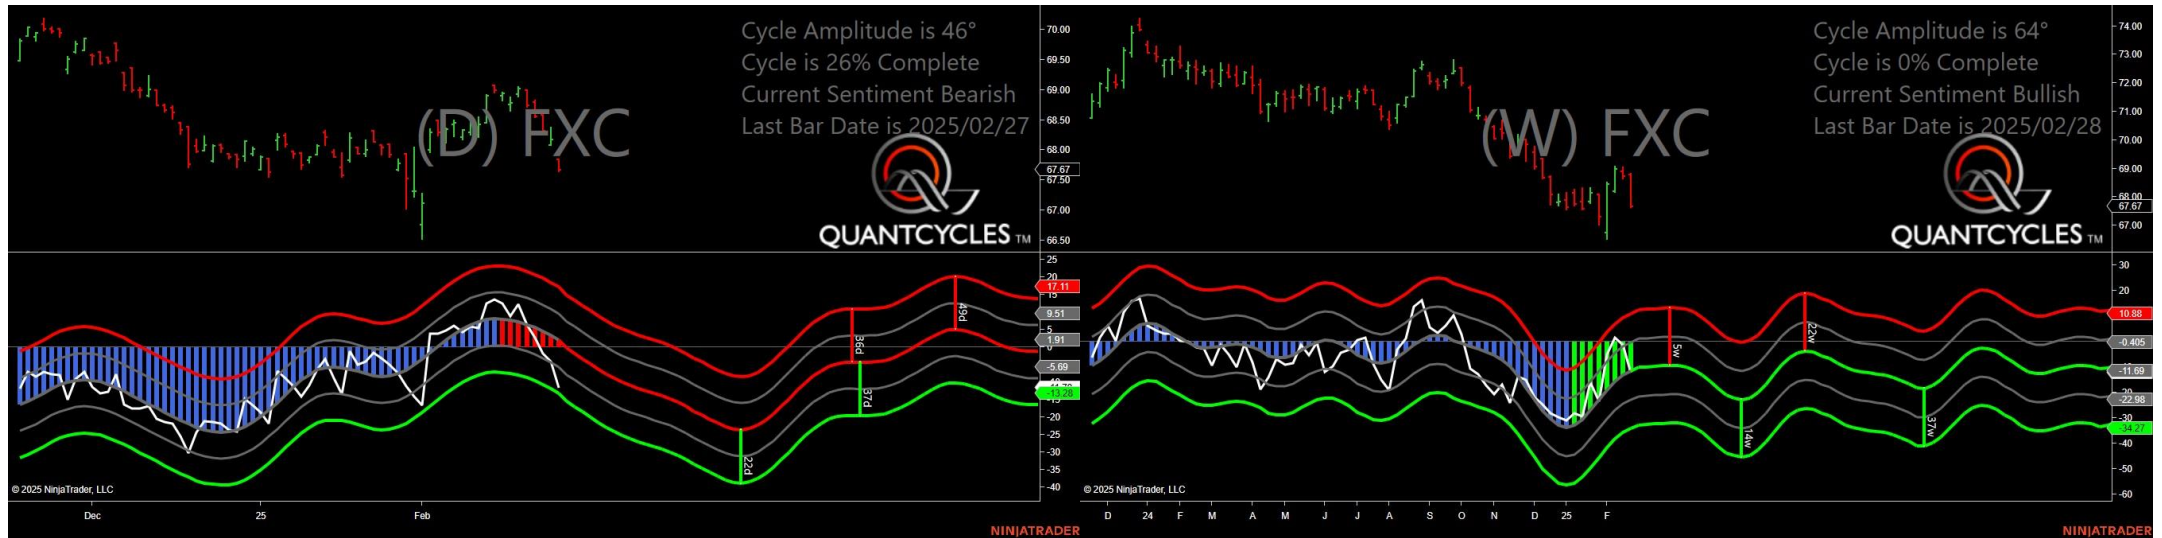 Cycle Amplitude is 46°
Cycle is 26% Complete
Current Sentiment Bearish
Last Bar Date is 2025/02/27
(D) FXC
QUANTCYCLES TM
70.00
69.50
69.00
68.50
68.00
67.67
67.50
67.00
66.50
25
20
17.11
15
9.51
5
1.91
-5.69
-13.28
-20
-25
-30
-35
-40
36d
49d
37d
22d
© 2025 NinjaTrader, LLC
Dec
25
Feb
NINJATRADER
Cycle Amplitude is 64°
Cycle is 0% Complete
Current Sentiment Bullish
Last Bar Date is 2025/02/28
(W) FXC
QUANTCYCLES TM
74.00
73.00
72.00
71.00
70.00
69.00
68.00
67.67
67.00
30
20
10.88
-0.405
-11.69
-22.98
-30
-34.27
-40
-50
-60
5w
22w
14w
37w
© 2025 NinjaTrader, LLC
D
24
F
M
A
M
J
J
A
S
O
N
D
25
F
NINJATRADER